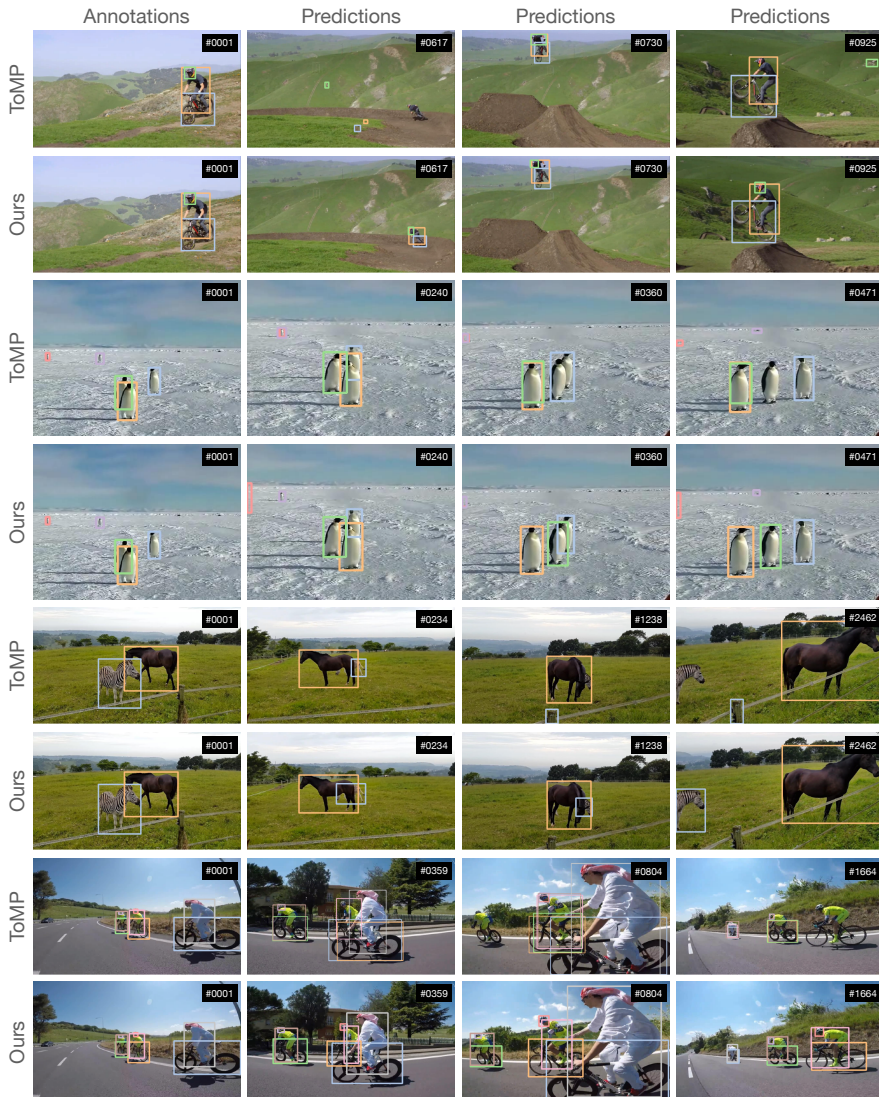 Annotations Predictions Predictions Predictions
ToMP #0001 #0617 #0730 #0925
Ours #0001 #0617 #0730 #0925
ToMP #0001 #0240 #0360 #0471
Ours #0001 #0240 #0360 #0471
ToMP #0001 #0234 #1238 #2462
Ours #0001 #0234 #1238 #2462
ToMP #0001 #0359 #0804 #1664
Ours #0001 #0359 #0804 #1664